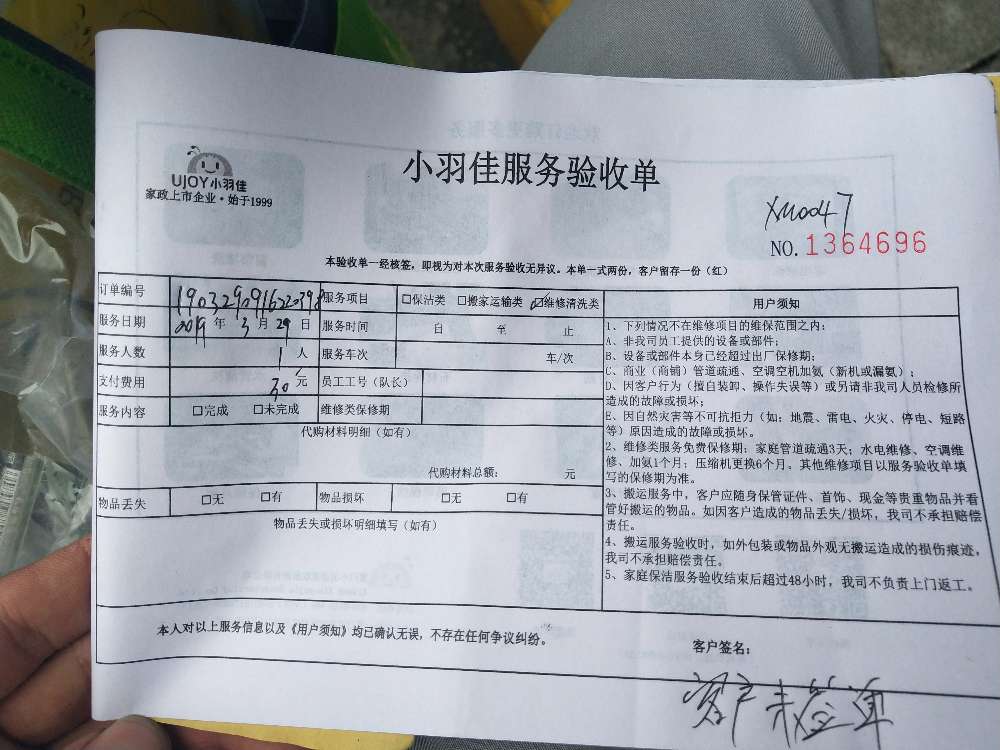 小羽佳服务验收单
UJOY小羽佳
家政上市企业·始于1999
XM0047
NO. 1364696
本验收单一经核签，即视为对本次服务验收无异议。本单一式两份，客户留存一份（红）
订单编号 服务项目 □保洁类 □搬家运输类 ☑维修清洗类
服务日期 2019 年 3 月 29 日 服务时间 自 至 止
服务人数 1 人 服务车次 车/次
支付费用 30 元 员工工号（队长）
服务内容 □完成 □未完成 维修类保修期
代购材料明细（如有）
代购材料总额： 元
物品丢失 □无 □有 物品损坏 □无 □有
物品丢失或损坏明细填写（如有）
用户须知
1、下列情况不在维修项目的维保范围之内：
A、非我司员工提供的设备或部件；
B、设备或部件本身已经超过出厂保修期；
C、商业（商铺）管道疏通、空调空机加氨（新机或漏氨）；
D、因客户行为（擅自装卸、操作失误等）或另请非我司人员检修所
造成的故障或损坏；
E、因自然灾害等不可抗拒力（如：地震、雷电、火灾、停电、短路
等）原因造成的故障或损坏。
2、维修类服务免费保修期：家庭管道疏通3天；水电维修、空调维
修、加氨1个月；压缩机更换6个月。其他维修项目以服务验收单填
写的保修期为准。
3、搬运服务中，客户应随身保管证件、首饰、现金等贵重物品并看
管好搬运的物品。如因客户造成的物品丢失/损坏，我司不承担赔偿
责任。
4、搬运服务验收时，如外包装或物品外观无搬运造成的损伤痕迹，
我司不承担赔偿责任。
5、家庭保洁服务验收结束后超过48小时，我司不负责上门返工。
本人对以上服务信息以及《用户须知》均已确认无误，不存在任何争议纠纷。
客户签名：
客户未签单